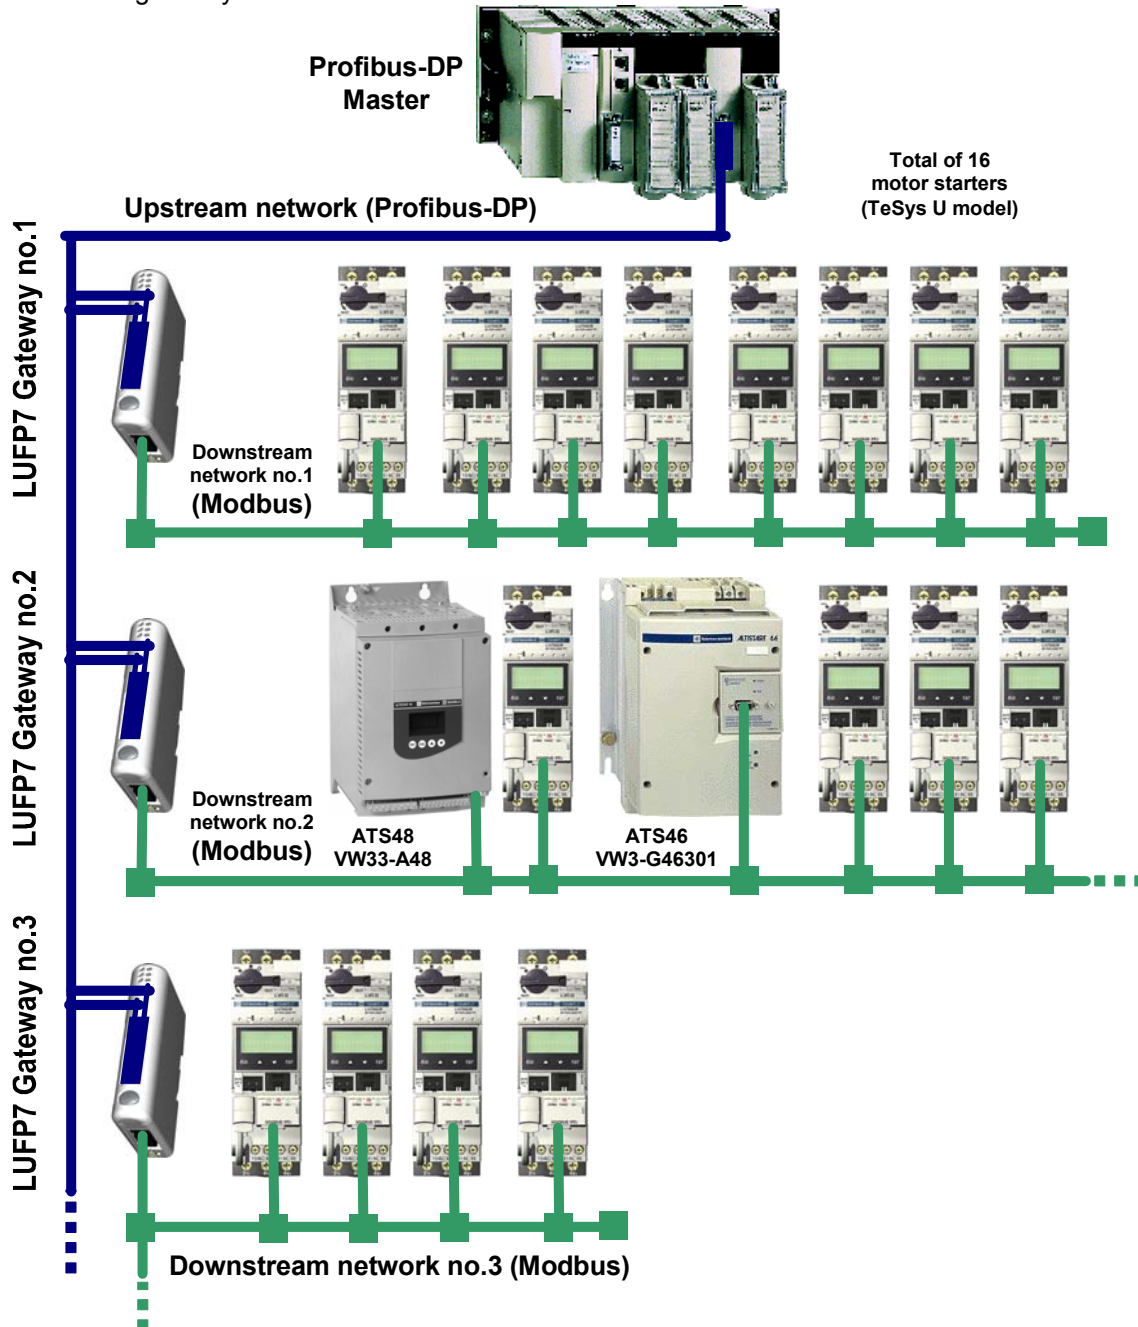 Profibus-DP
Master
Total of 16
motor starters
(TeSys U model)
Upstream network (Profibus-DP)
LUFP7 Gateway no.1
Downstream
network no.1
(Modbus)
LUFP7 Gateway no.2
ALTISTART 46
Downstream
network no.2
(Modbus)
ATS48
VW33-A48
ATS46
VW3-G46301
LUFP7 Gateway no.3
Downstream network no.3 (Modbus)